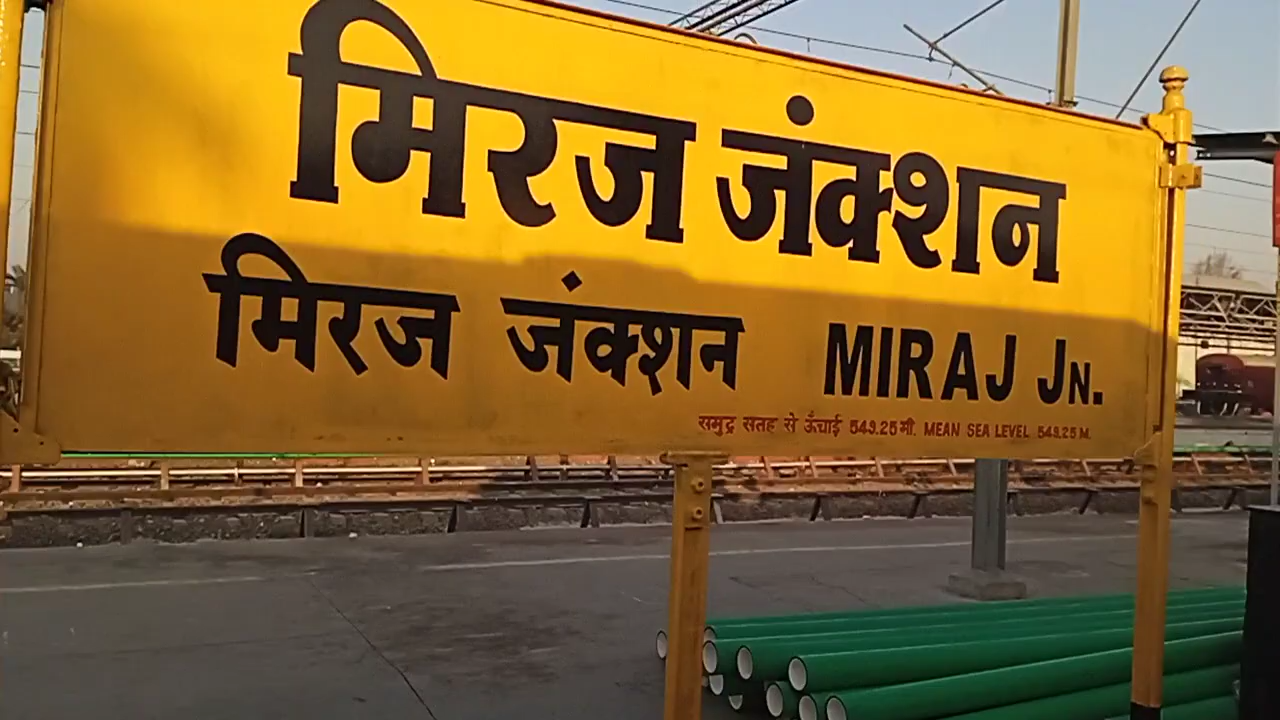 मिरज जंक्शन
मिरज जंक्शन MIRAJ JN.
समुद्र सतह से ऊँचाई 549.25 मी. MEAN SEA LEVEL 549.25 M.